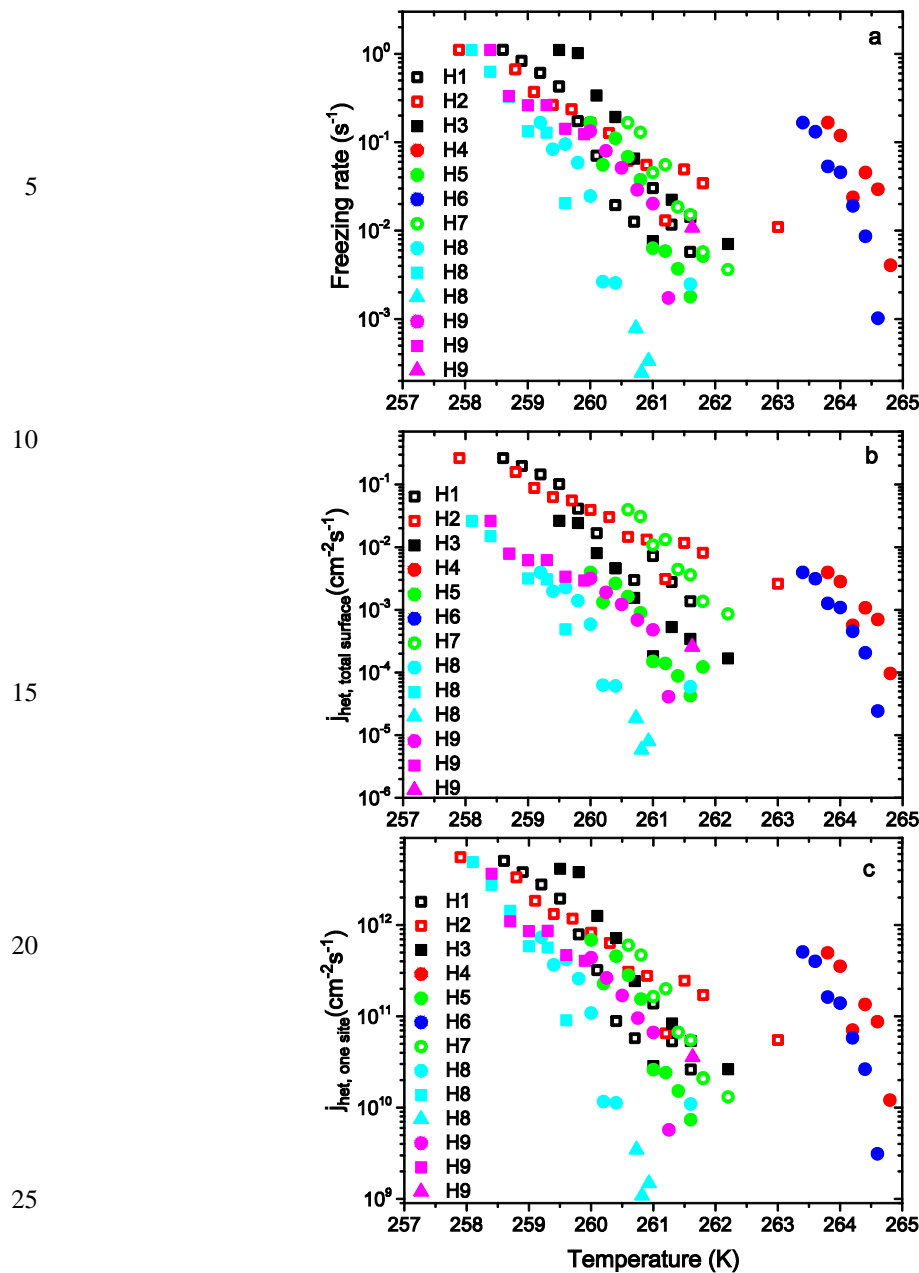 a
10⁰
10⁻¹
10⁻²
10⁻³
Freezing rate (s⁻¹)
H1
H2
H3
H4
H5
H6
H7
H8
H8
H8
H9
H9
H9
257 258 259 260 261 262 263 264 265
5
10
b
10⁻¹
10⁻²
10⁻³
10⁻⁴
10⁻⁵
10⁻⁶
j het, total surface (cm⁻²s⁻¹)
H1
H2
H3
H4
H5
H6
H7
H8
H8
H8
H9
H9
H9
257 258 259 260 261 262 263 264 265
15
c
10¹²
10¹¹
10¹⁰
10⁹
j het, one site (cm⁻²s⁻¹)
H1
H2
H3
H4
H5
H6
H7
H8
H8
H8
H9
H9
H9
257 258 259 260 261 262 263 264 265
20
25
Temperature (K)